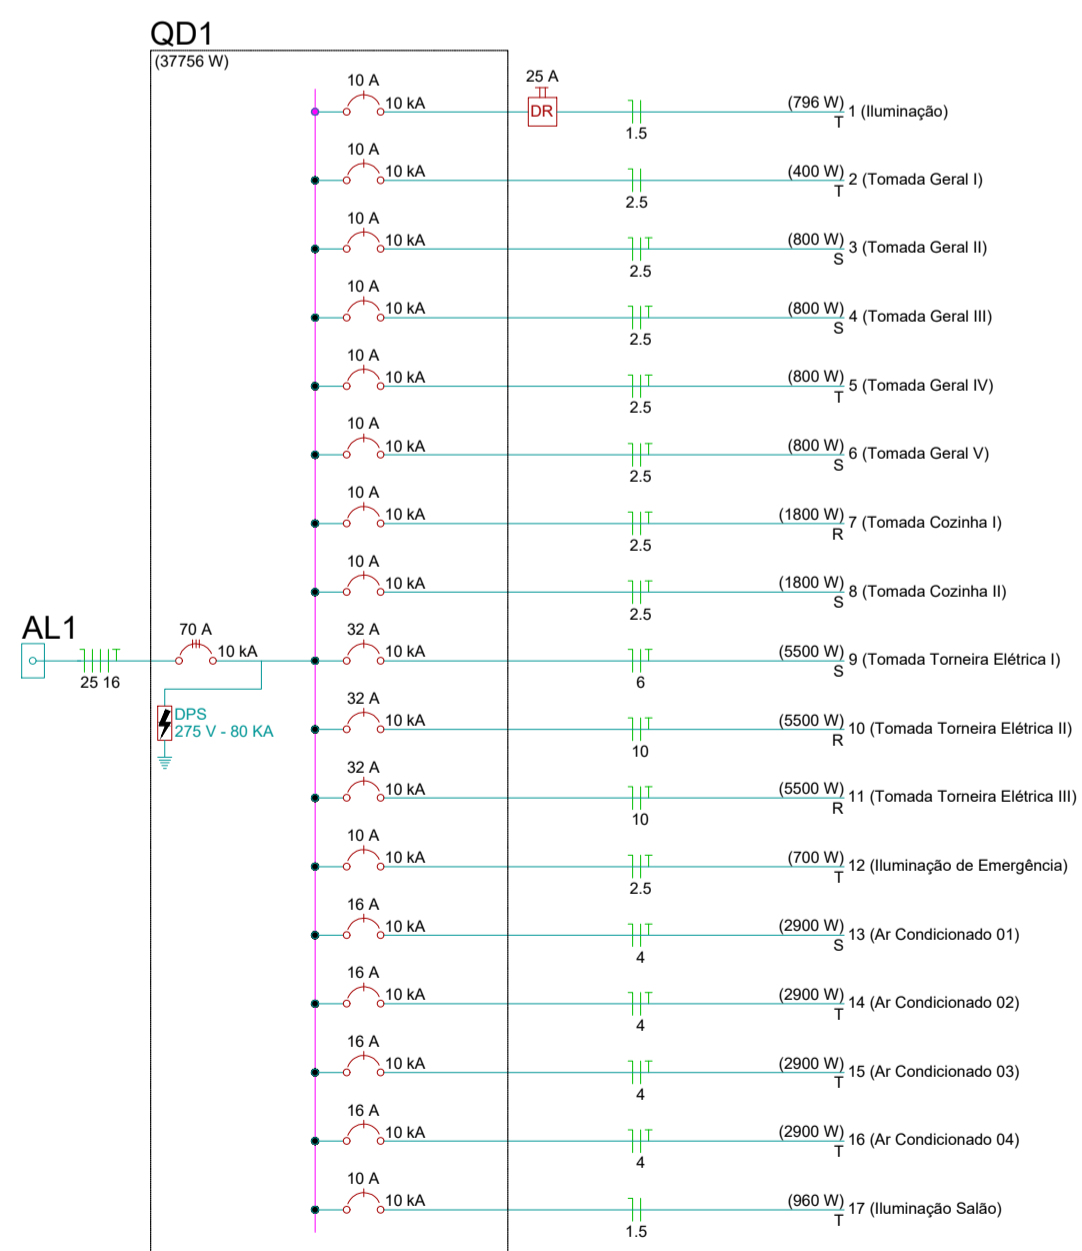 QD1
(37756 W)
10 A
10 kA
25 A
DR
1.5
(796 W)
T
1 (Iluminação)
10 A
10 kA
2.5
(400 W)
T
2 (Tomada Geral I)
10 A
10 kA
2.5
(800 W)
S
3 (Tomada Geral II)
10 A
10 kA
2.5
(800 W)
S
4 (Tomada Geral III)
10 A
10 kA
2.5
(800 W)
T
5 (Tomada Geral IV)
10 A
10 kA
2.5
(800 W)
S
6 (Tomada Geral V)
10 A
10 kA
2.5
(1800 W)
R
7 (Tomada Cozinha I)
10 A
10 kA
2.5
(1800 W)
S
8 (Tomada Cozinha II)
AL1
25 16
70 A
10 kA
DPS
275 V - 80 KA
32 A
10 kA
6
(5500 W)
S
9 (Tomada Torneira Elétrica I)
32 A
10 kA
10
(5500 W)
R
10 (Tomada Torneira Elétrica II)
32 A
10 kA
10
(5500 W)
R
11 (Tomada Torneira Elétrica III)
10 A
10 kA
2.5
(700 W)
T
12 (Iluminação de Emergência)
16 A
10 kA
4
(2900 W)
S
13 (Ar Condicionado 01)
16 A
10 kA
4
(2900 W)
T
14 (Ar Condicionado 02)
16 A
10 kA
4
(2900 W)
T
15 (Ar Condicionado 03)
16 A
10 kA
4
(2900 W)
T
16 (Ar Condicionado 04)
10 A
10 kA
1.5
(960 W)
T
17 (Iluminação Salão)